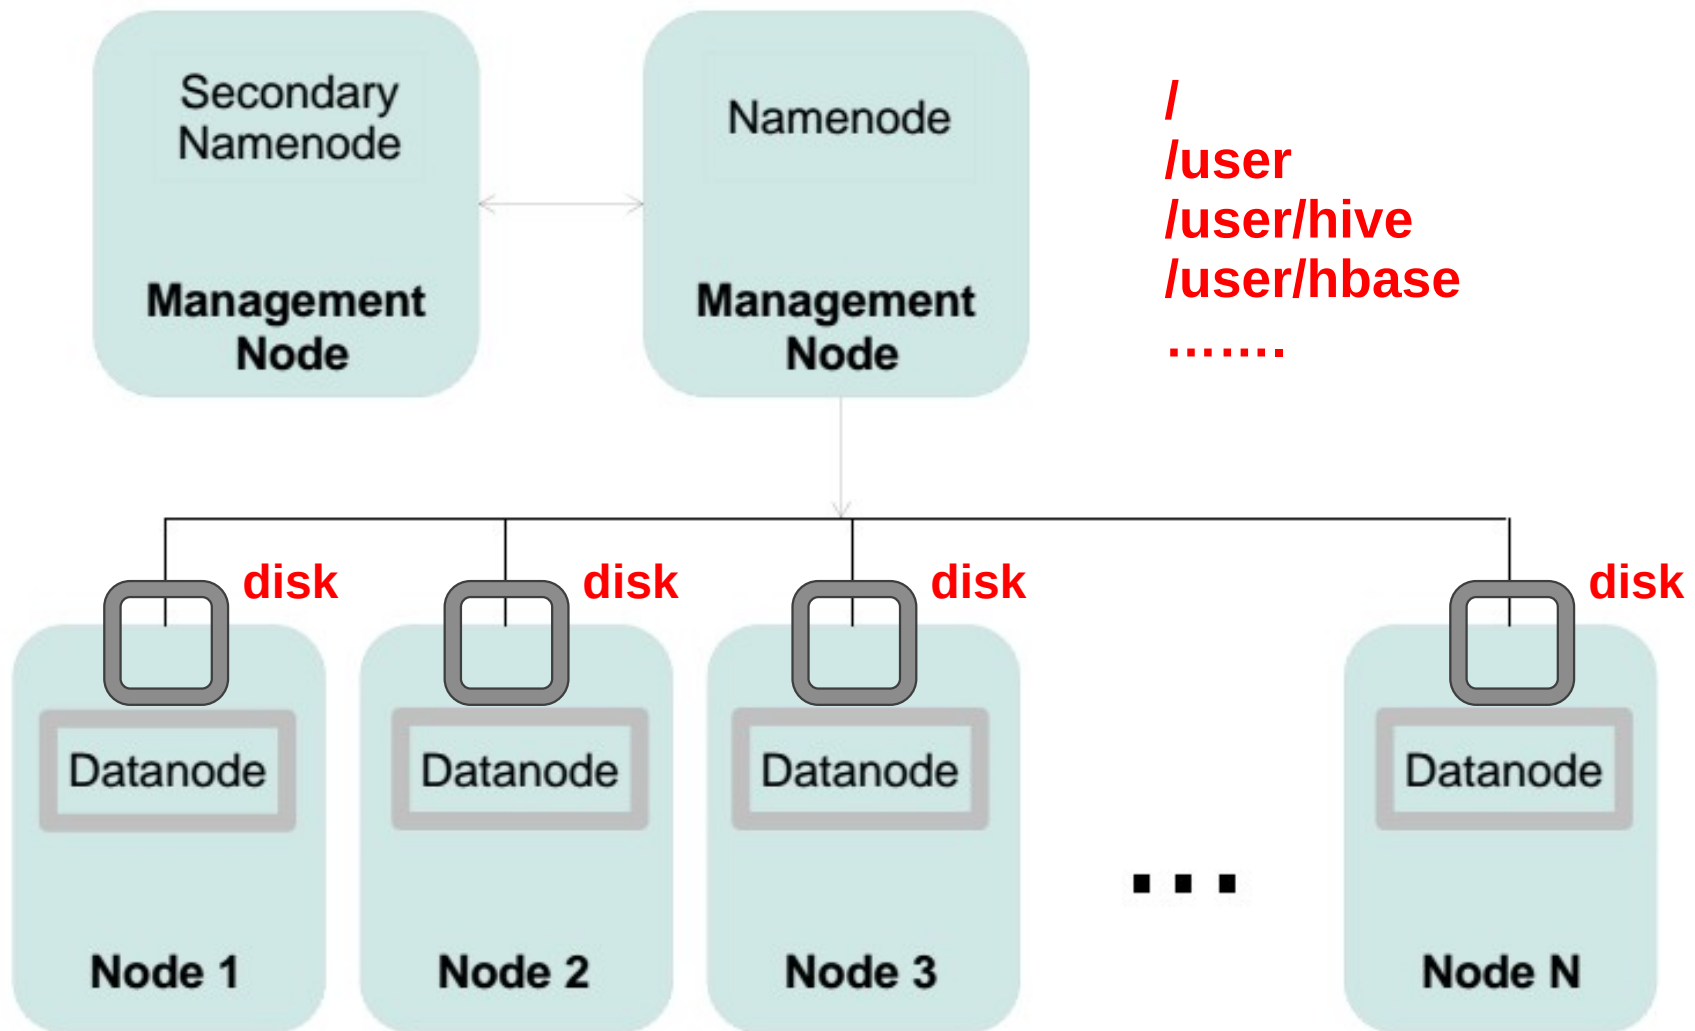 Secondary
Namenode
Management
Node
Namenode
Management
Node
/
/user
/user/hive
/user/hbase
.......
disk
disk
disk
disk
Datanode
Datanode
Datanode
Datanode
...
Node 1
Node 2
Node 3
Node N